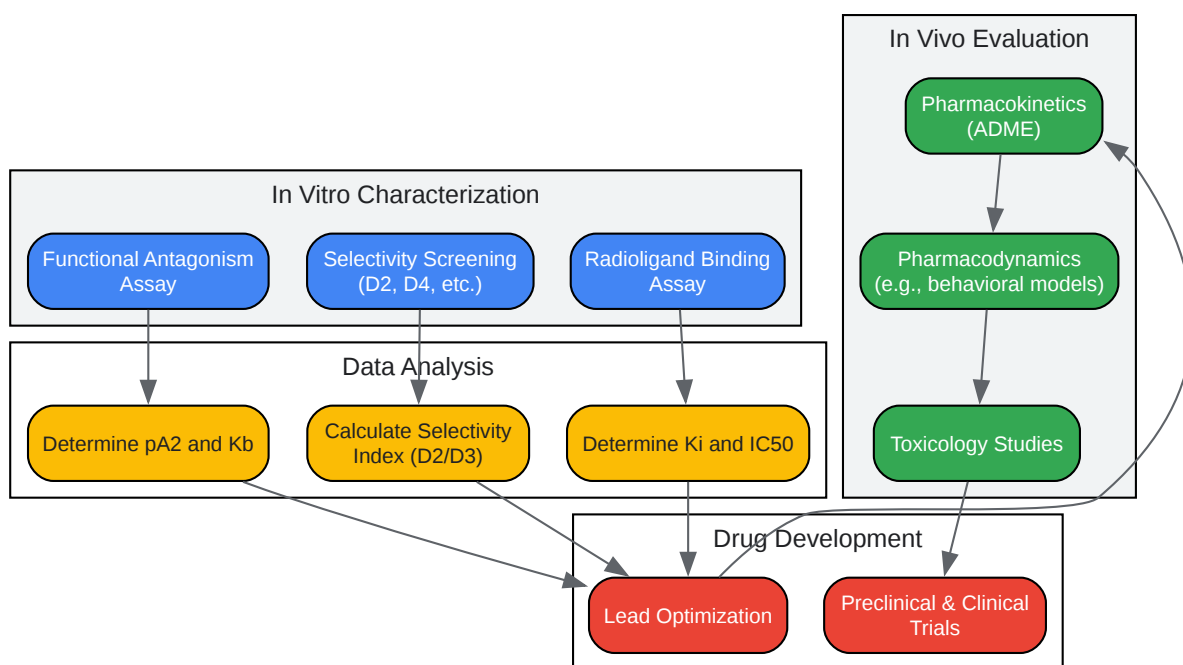 In Vitro Characterization
Functional Antagonism
Assay
Selectivity Screening
(D2, D4, etc.)
Radioligand Binding
Assay
Data Analysis
Determine pA2 and Kb
Calculate Selectivity
Index (D2/D3)
Determine Ki and IC50
In Vivo Evaluation
Pharmacokinetics
(ADME)
Pharmacodynamics
(e.g., behavioral models)
Toxicology Studies
Drug Development
Lead Optimization
Preclinical & Clinical
Trials